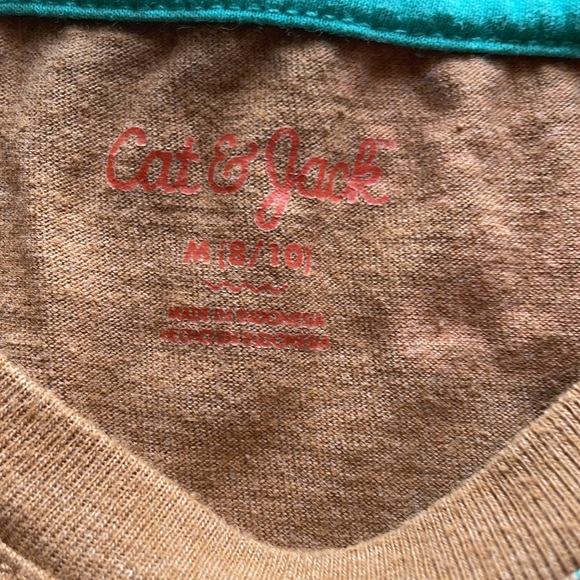 Cat & Jack
M (8/10)
MADE IN INDONESIA
HECHO EN INDONESIA